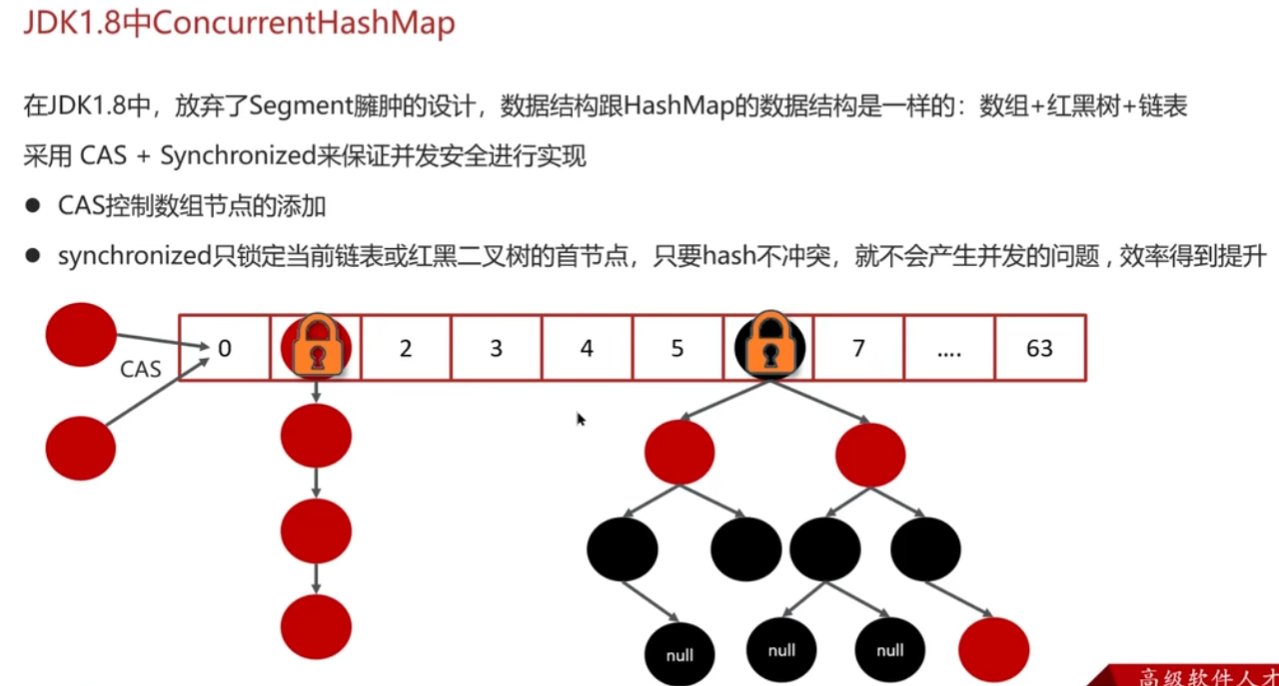 JDK1.8中ConcurrentHashMap
在JDK1.8中，放弃了Segment臃肿的设计，数据结构跟HashMap的数据结构是一样的：数组+红黑树+链表
采用 CAS + Synchronized来保证并发安全进行实现
● CAS控制数组节点的添加
● synchronized只锁定当前链表或红黑二叉树的首节点，只要hash不冲突，就不会产生并发的问题 , 效率得到提升
0 2 3 4 5 7 .... 63
CAS
null null null
高级软件人才